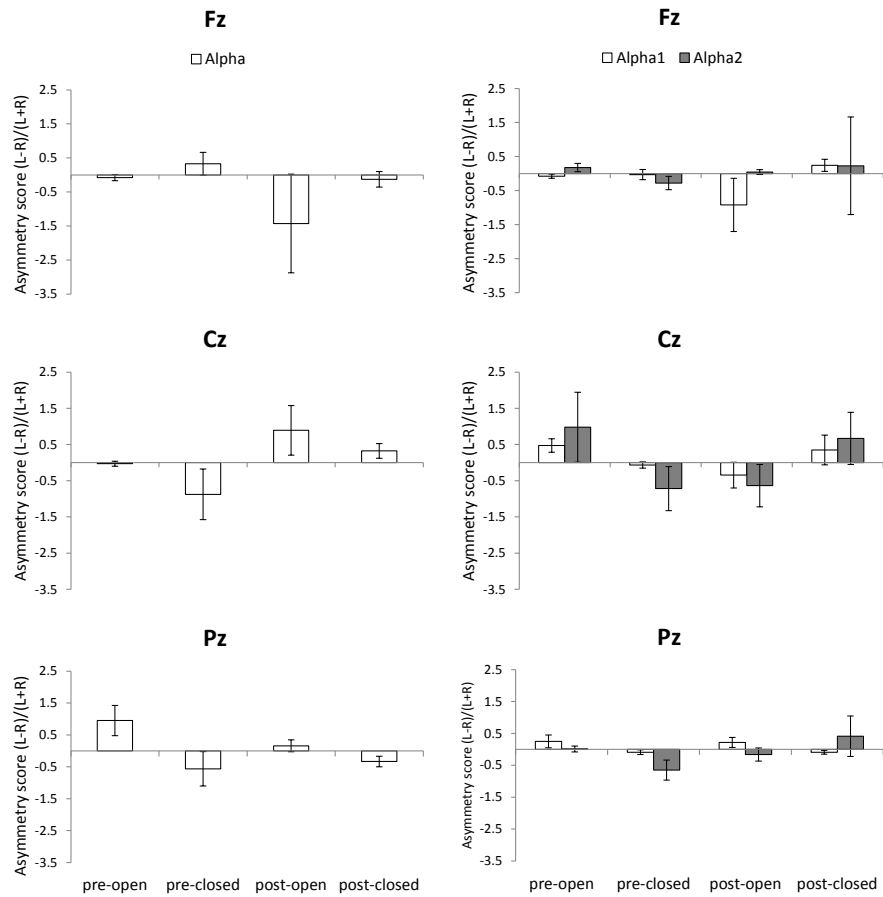 Fz
Alpha
Asymmetry score (L-R)/(L+R)
2.5
1.5
0.5
-0.5
-1.5
-2.5
-3.5
Fz
Alpha1 Alpha2
Asymmetry score (L-R)/(L+R)
2.5
1.5
0.5
-0.5
-1.5
-2.5
-3.5
Cz
Asymmetry score (L-R)/(L+R)
2.5
1.5
0.5
-0.5
-1.5
-2.5
-3.5
Cz
Asymmetry score (L-R)/(L+R)
2.5
1.5
0.5
-0.5
-1.5
-2.5
-3.5
Pz
Asymmetry score (L-R)/(L+R)
2.5
1.5
0.5
-0.5
-1.5
-2.5
-3.5
pre-open pre-closed post-open post-closed
Pz
Asymmetry score (L-R)/(L+R)
2.5
1.5
0.5
-0.5
-1.5
-2.5
-3.5
pre-open pre-closed post-open post-closed